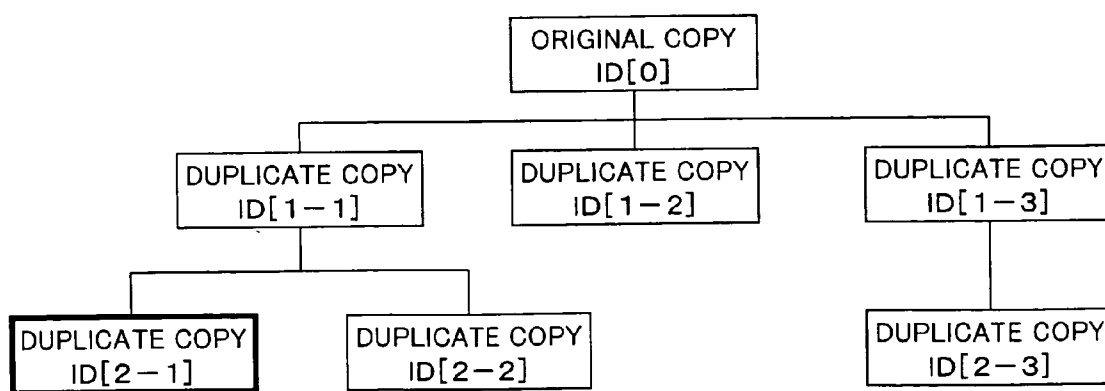 ORIGINAL COPY
ID[0]
DUPLICATE COPY
ID[1-1]
DUPLICATE COPY
ID[1-2]
DUPLICATE COPY
ID[1-3]
DUPLICATE COPY
ID[2-1]
DUPLICATE COPY
ID[2-2]
DUPLICATE COPY
ID[2-3]